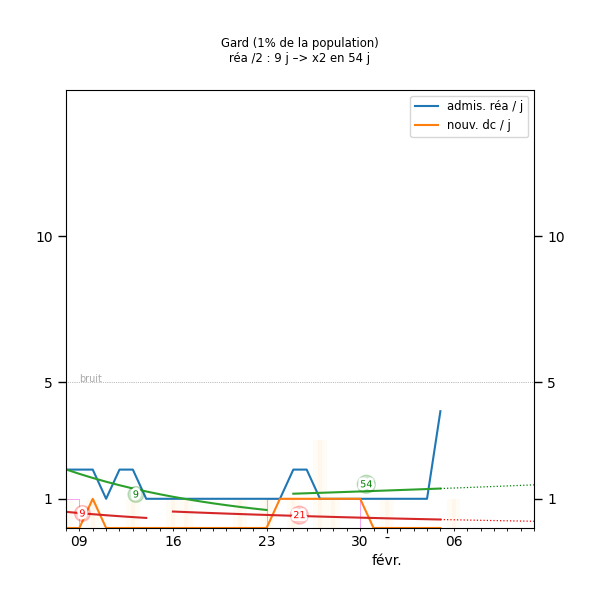 Gard (1% de la population)
réa /2 : 9 j –> x2 en 54 j
admis. réa / j
nouv. dc / j
10
10
bruit
5
5
54
9
9
21
1
1
09
16
23
30
-
06
févr.